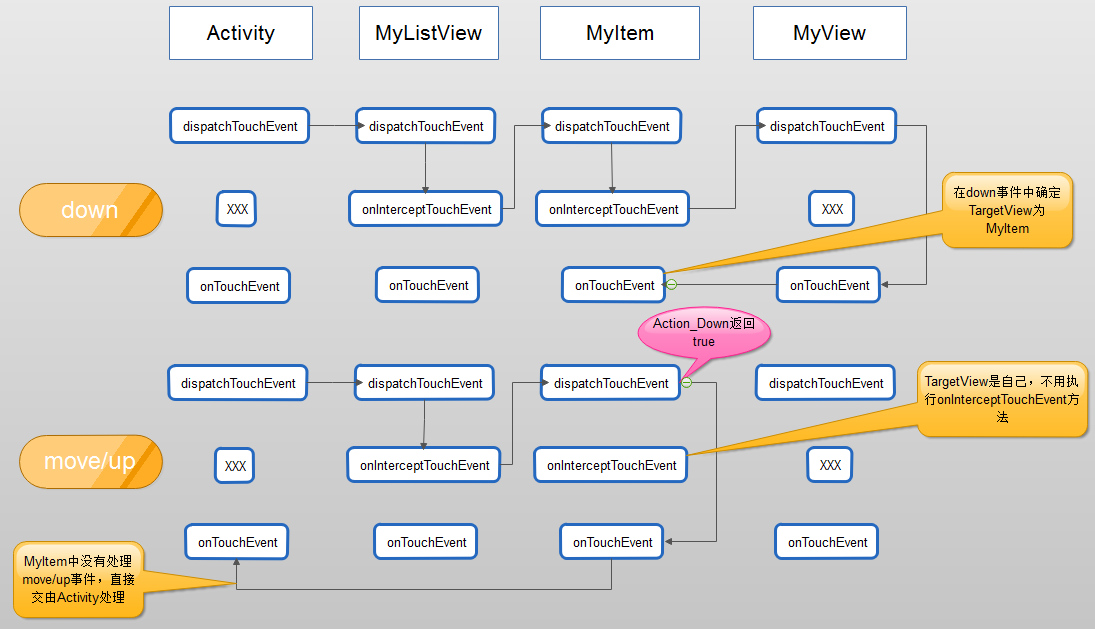 Activity
MyListView
MyItem
MyView
dispatchTouchEvent
dispatchTouchEvent
dispatchTouchEvent
dispatchTouchEvent
down
XXX
onInterceptTouchEvent
onInterceptTouchEvent
XXX
在down事件中确定
TargetView为
MyItem
onTouchEvent
onTouchEvent
onTouchEvent
onTouchEvent
Action_Down返回
true
dispatchTouchEvent
dispatchTouchEvent
dispatchTouchEvent
dispatchTouchEvent
TargetView是自己，不用执
行onInterceptTouchEvent方
法
move/up
XXX
onInterceptTouchEvent
onInterceptTouchEvent
XXX
onTouchEvent
onTouchEvent
onTouchEvent
onTouchEvent
MyItem中没有处理
move/up事件，直接
交由Activity处理